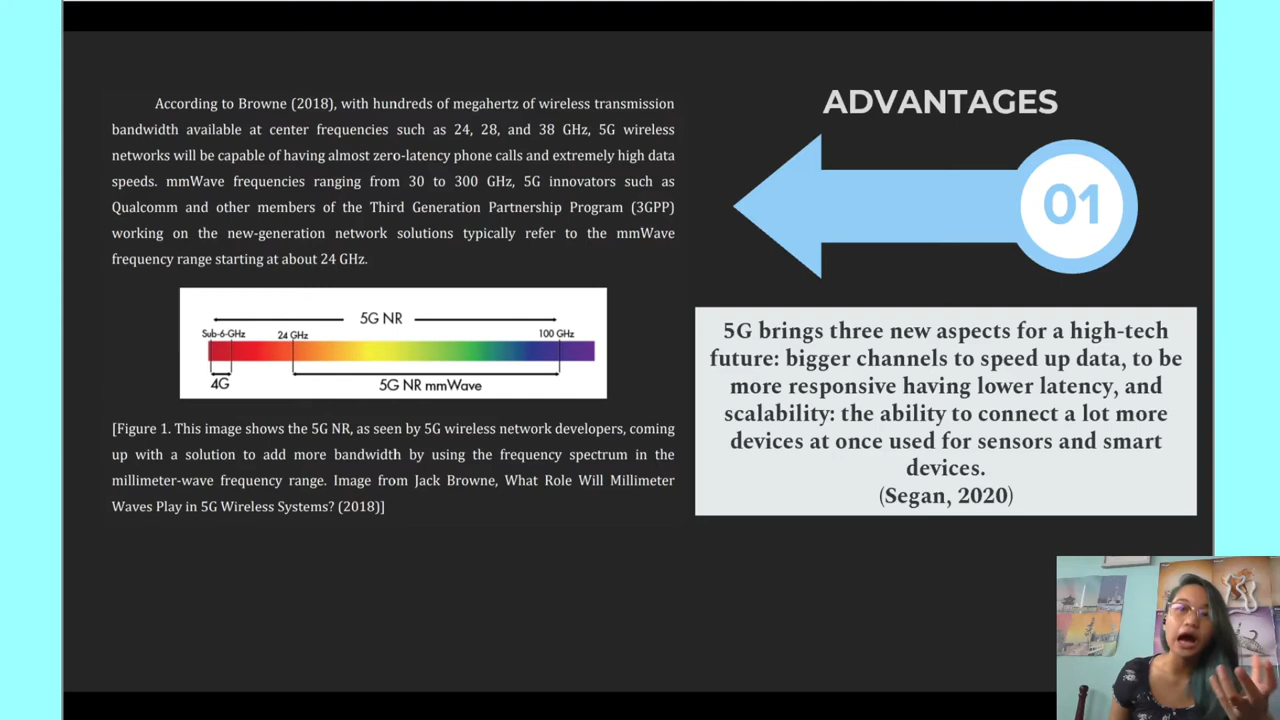 According to Browne (2018), with hundreds of megahertz of wireless transmission
bandwidth available at center frequencies such as 24, 28, and 38 GHz, 5G wireless
networks will be capable of having almost zero-latency phone calls and extremely high data
speeds. mmWave frequencies ranging from 30 to 300 GHz, 5G innovators such as
Qualcomm and other members of the Third Generation Partnership Program (3GPP)
working on the new-generation network solutions typically refer to the mmWave
frequency range starting at about 24 GHz.
5G NR
Sub-6-GHz
24 GHz
100 GHz
4G
5G NR mmWave
[Figure 1. This image shows the 5G NR, as seen by 5G wireless network developers, coming
up with a solution to add more bandwidth by using the frequency spectrum in the
millimeter-wave frequency range. Image from Jack Browne, What Role Will Millimeter
Waves Play in 5G Wireless Systems? (2018)]
ADVANTAGES
01
5G brings three new aspects for a high-tech
future: bigger channels to speed up data, to be
more responsive having lower latency, and
scalability: the ability to connect a lot more
devices at once used for sensors and smart
devices.
(Segan, 2020)